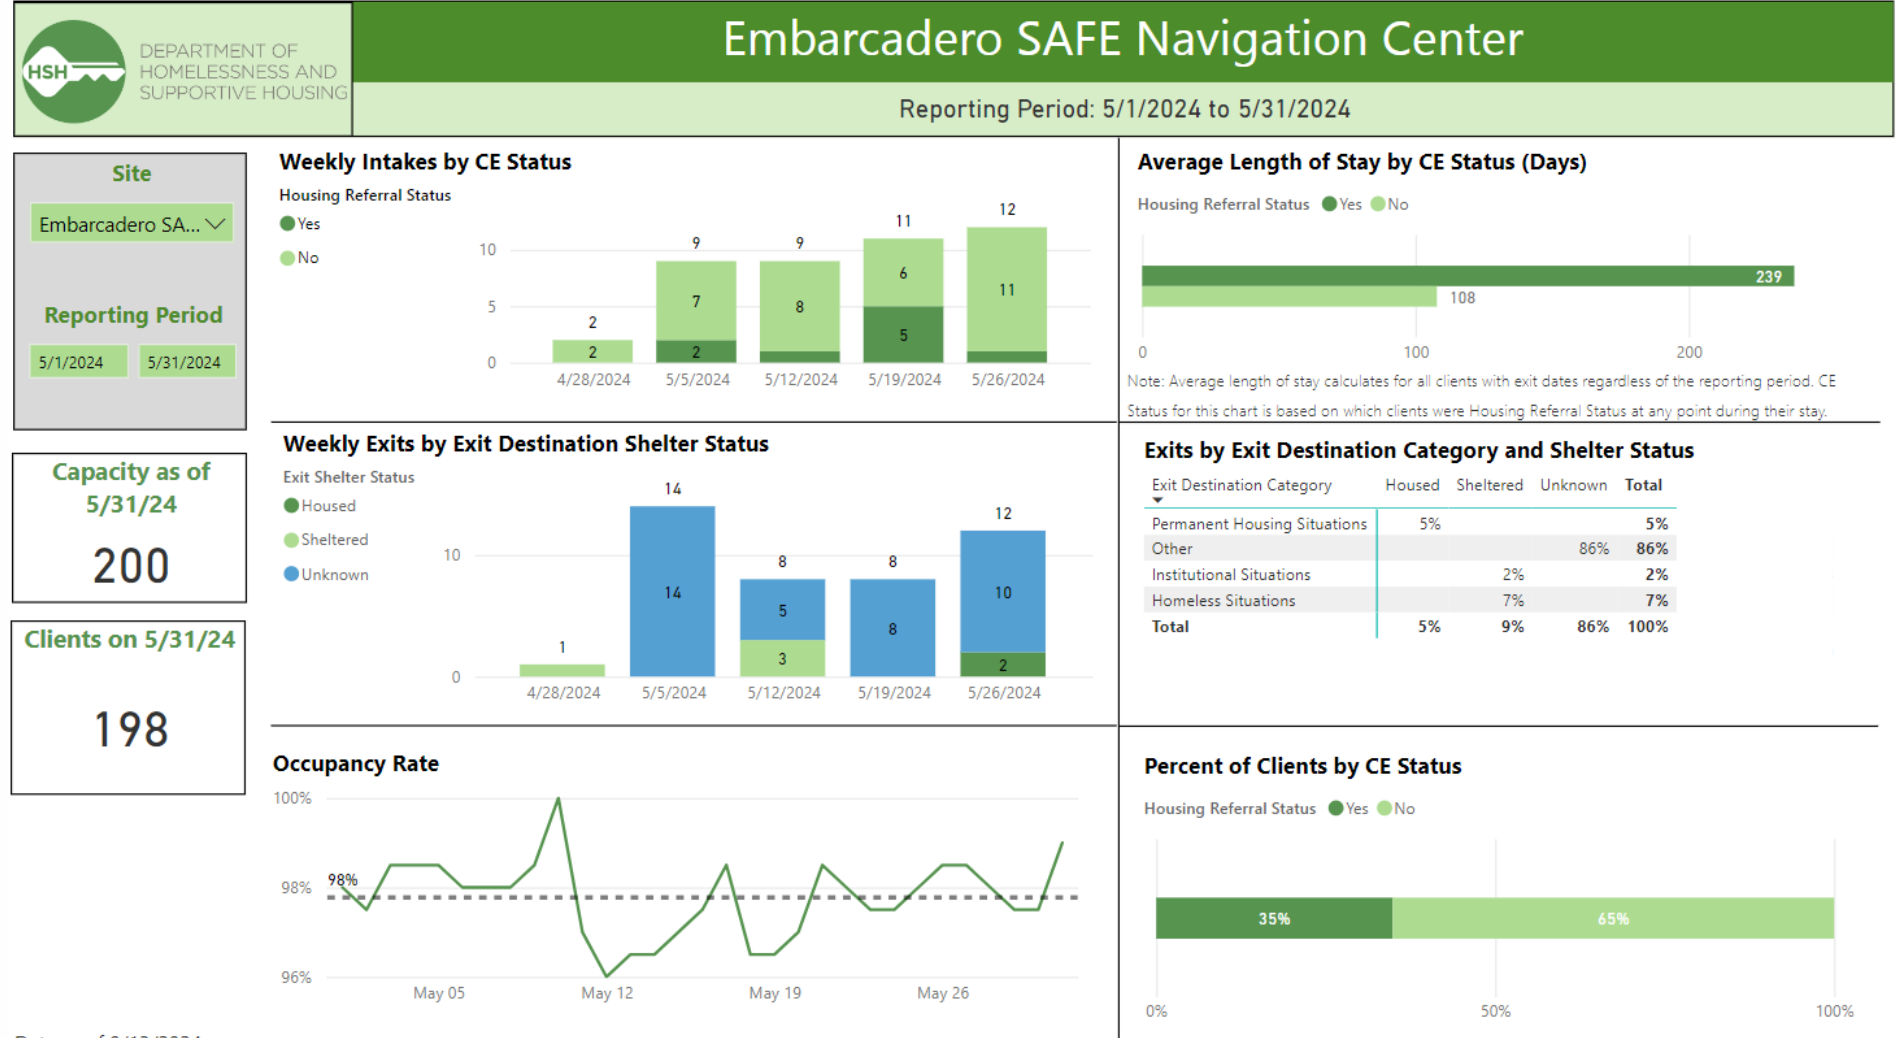 HSH
DEPARTMENT OF
HOMELESSNESS AND
SUPPORTIVE HOUSING
Embarcadero SAFE Navigation Center
Reporting Period: 5/1/2024 to 5/31/2024
Site
Embarcadero SA...
Reporting Period
5/1/2024 5/31/2024
Capacity as of
5/31/24
200
Clients on 5/31/24
198
Weekly Intakes by CE Status
Housing Referral Status
Yes
No
10
5
0
2
2
9
7
2
9
8
11
6
5
12
11
4/28/2024 5/5/2024 5/12/2024 5/19/2024 5/26/2024
Average Length of Stay by CE Status (Days)
Housing Referral Status Yes No
239
108
0 100 200
Note: Average length of stay calculates for all clients with exit dates regardless of the reporting period. CE
Status for this chart is based on which clients were Housing Referral Status at any point during their stay.
Weekly Exits by Exit Destination Shelter Status
Exit Shelter Status
Housed
Sheltered
Unknown
10
0
1
14
14
8
5
3
8
8
12
10
2
4/28/2024 5/5/2024 5/12/2024 5/19/2024 5/26/2024
Exits by Exit Destination Category and Shelter Status
Exit Destination Category Housed Sheltered Unknown Total
Permanent Housing Situations 5% 5%
Other 86% 86%
Institutional Situations 2% 2%
Homeless Situations 7% 7%
Total 5% 9% 86% 100%
Occupancy Rate
100%
98%
96%
98%
May 05 May 12 May 19 May 26
Percent of Clients by CE Status
Housing Referral Status Yes No
35% 65%
0% 50% 100%